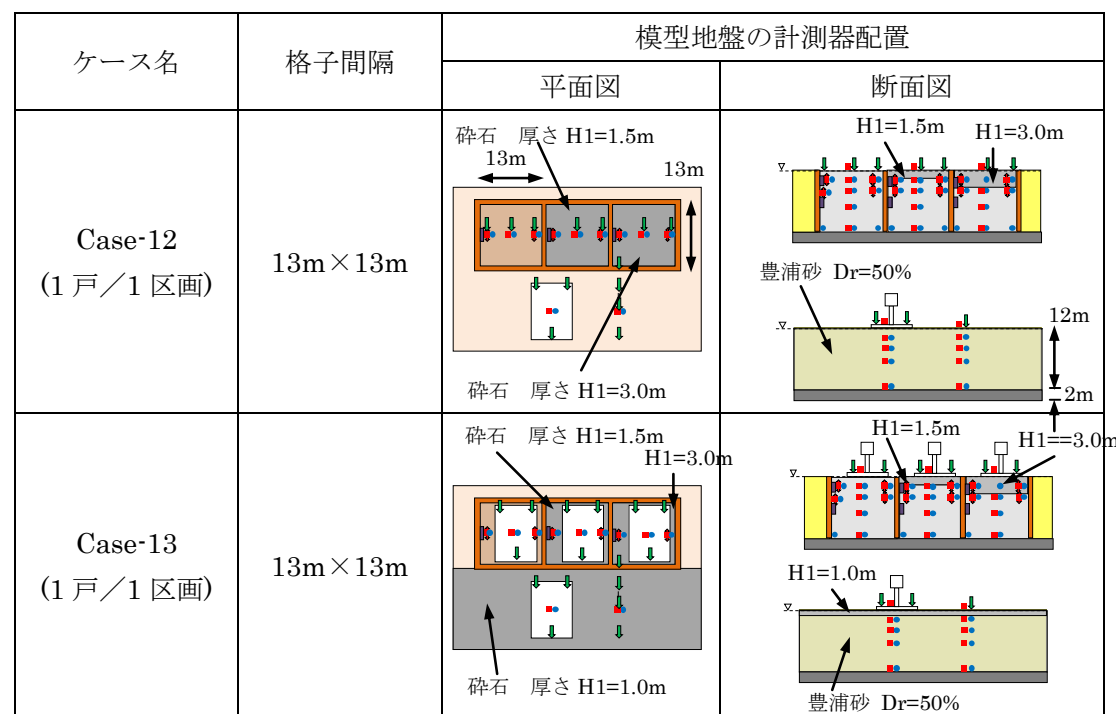 ケース名
格子間隔
模型地盤の計測器配置
平面図
断面図
Case-12
(1戸／1区画)
13m×13m
砕石　厚さ H1=1.5m
13m
13m
砕石　厚さ H1=3.0m
H1=1.5m
H1=3.0m
豊浦砂 Dr=50%
12m
2m
Case-13
(1戸／1区画)
13m×13m
砕石　厚さ H1=1.5m
H1=3.0m
砕石　厚さ H1=1.0m
H1=1.5m
H1==3.0m
H1=1.0m
豊浦砂 Dr=50%